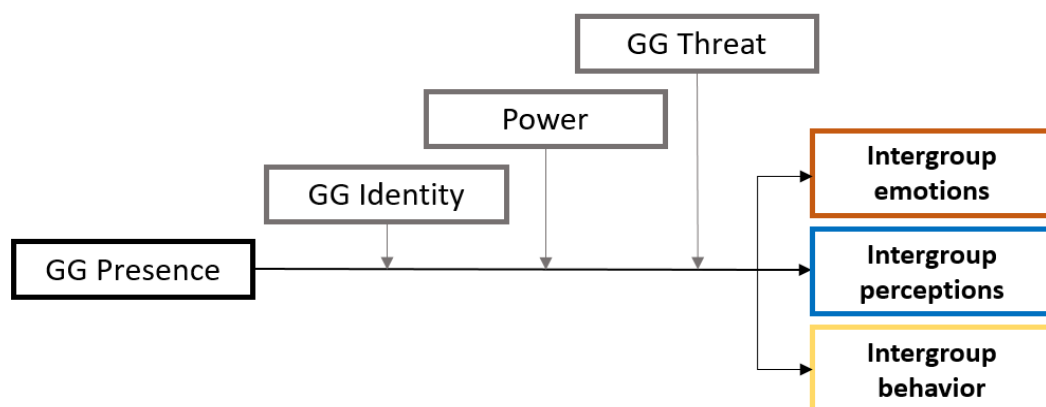 GG Threat
Power
GG Identity
GG Presence
Intergroup
emotions
Intergroup
perceptions
Intergroup
behavior